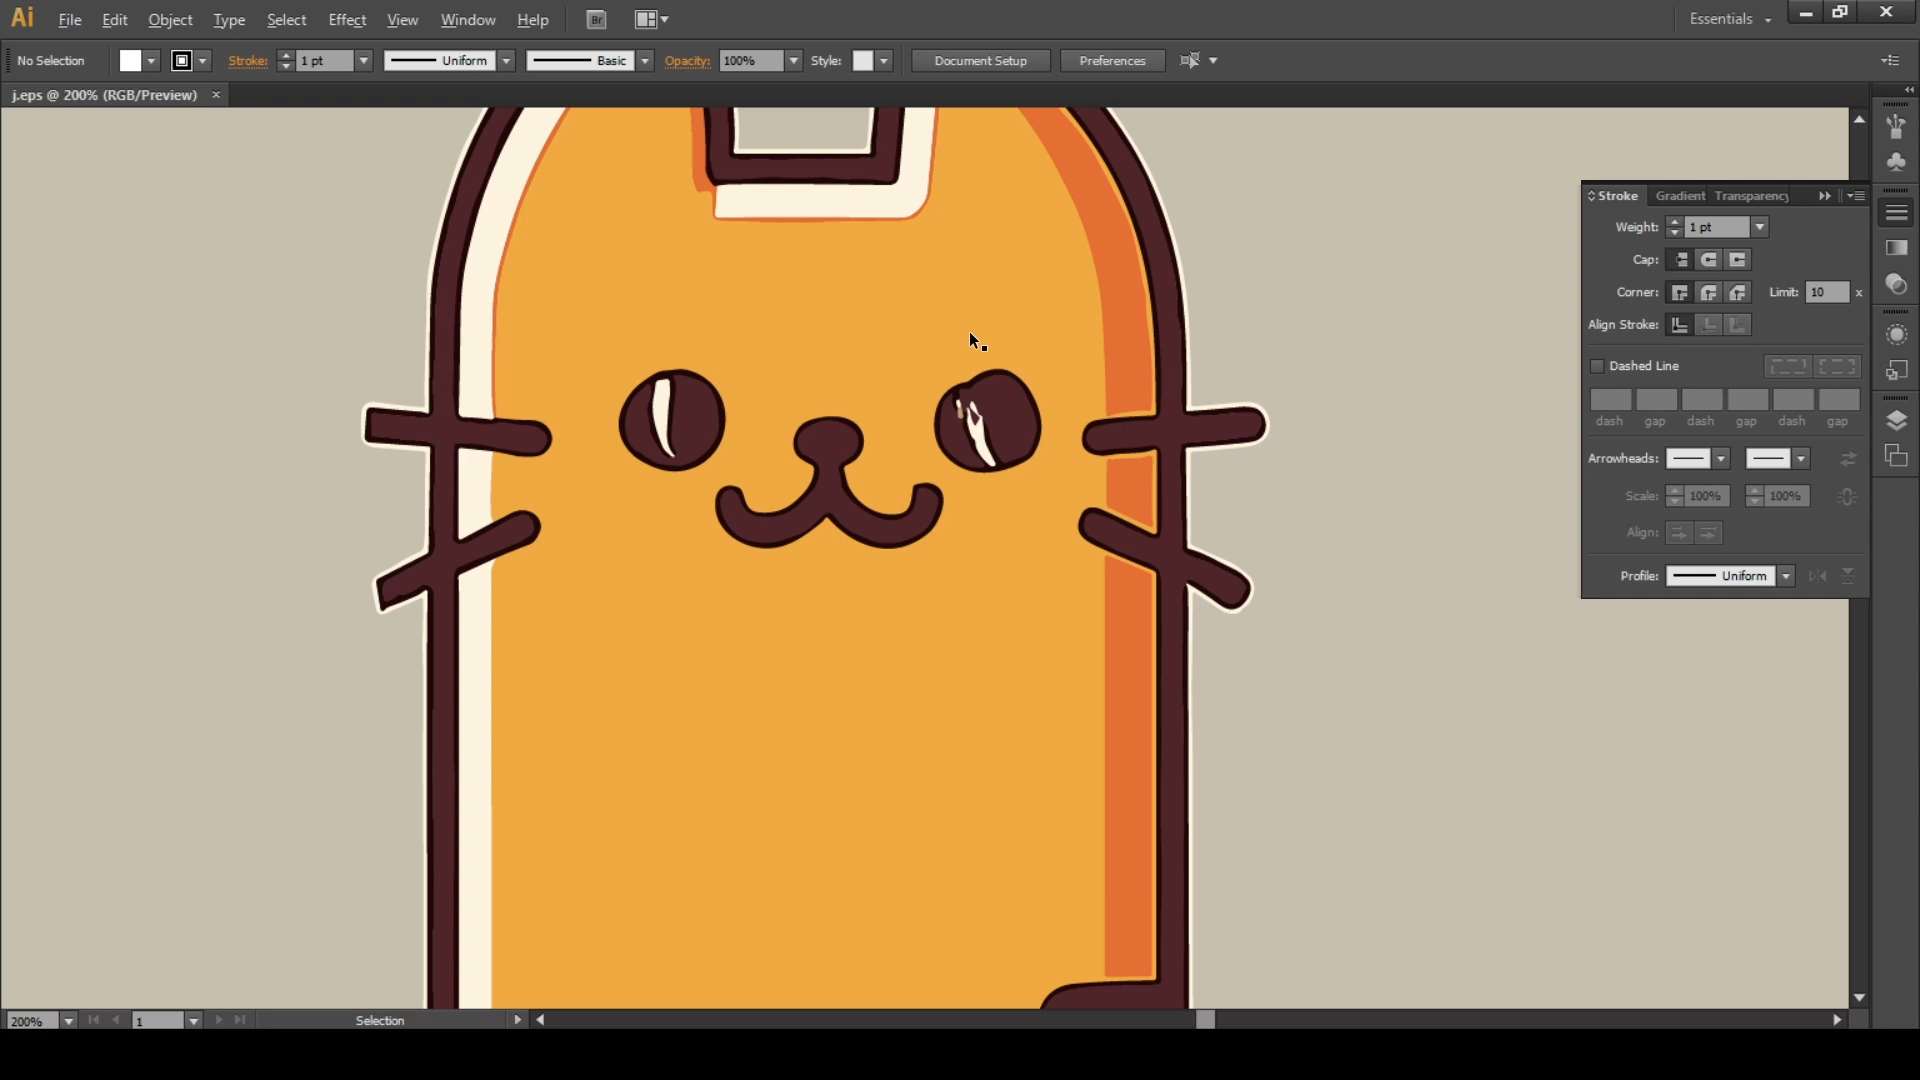 Ai File Edit Object Type Select Effect View Window Help Br Essentials
No Selection Stroke: 1 pt Uniform Basic Opacity: 100% Style: Document Setup Preferences
j.eps @ 200% (RGB/Preview) ×
Stroke Gradient Transparency
Weight: 1 pt
Cap:
Corner: Limit: 10 x
Align Stroke:
Dashed Line
dash gap dash gap dash gap
Arrowheads:
Scale: 100% 100%
Align:
Profile: Uniform
200% 1 Selection